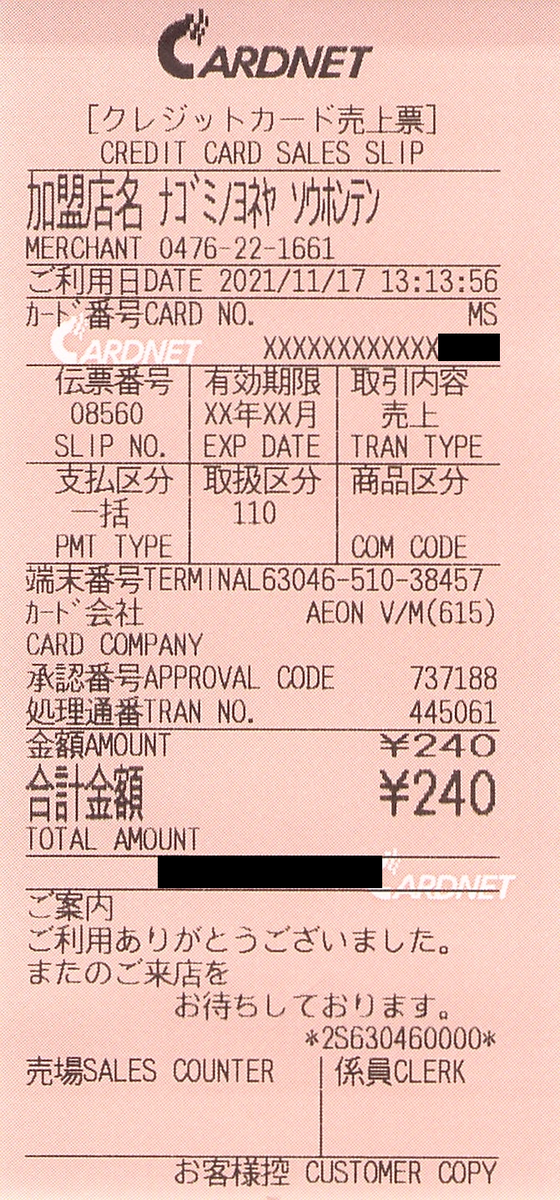 CARDNET
[クレジットカード売上票]
CREDIT CARD SALES SLIP
加盟店名 ﾅｺﾞﾐﾉﾖﾈﾔ ｿｳﾎﾝﾃﾝ
MERCHANT 0476-22-1661
ご利用日DATE 2021/11/17 13:13:56
ｶｰﾄﾞ番号CARD NO. MS
CARDNET XXXXXXXXXXXX
伝票番号 有効期限 取引内容
08560 XX年XX月 売上
SLIP NO. EXP DATE TRAN TYPE
支払区分 取扱区分 商品区分
一括 110
PMT TYPE COM CODE
端末番号TERMINAL63046-510-38457
ｶｰﾄﾞ会社 AEON V/M(615)
CARD COMPANY
承認番号APPROVAL CODE 737188
処理通番TRAN NO. 445061
金額AMOUNT ¥240
合計金額 ¥240
TOTAL AMOUNT
CARDNET
ご案内
ご利用ありがとうございました。
またのご来店を
お待ちしております。
*2S630460000*
売場SALES COUNTER 係員CLERK
お客様控 CUSTOMER COPY